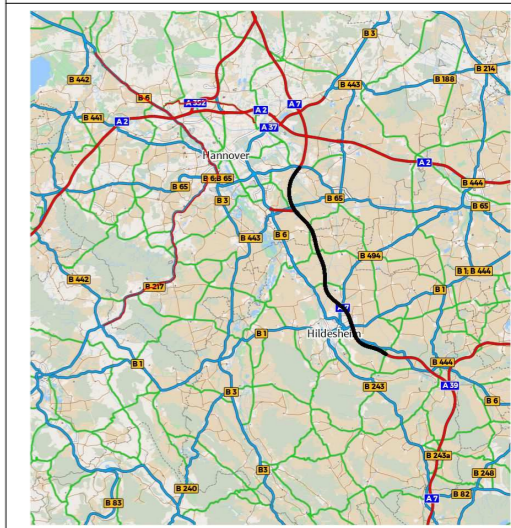 B 3
B 214
B 442
B 188
B 443
B 6
A 352
A 7
A 2
B 441
A 2
A 37
Hannover
A 2
B 65
B 6; B 65
B 444
B 3
B 65
B 65
B 443
B 6
B 494
B 1; B 444
B 442
B 217
B 1
A 7
B 1
Hildesheim
B 1
B 444
B 243
A 39
B 3
B 6
B 243a
B3
B 248
B 240
B 83
A 7
B 82